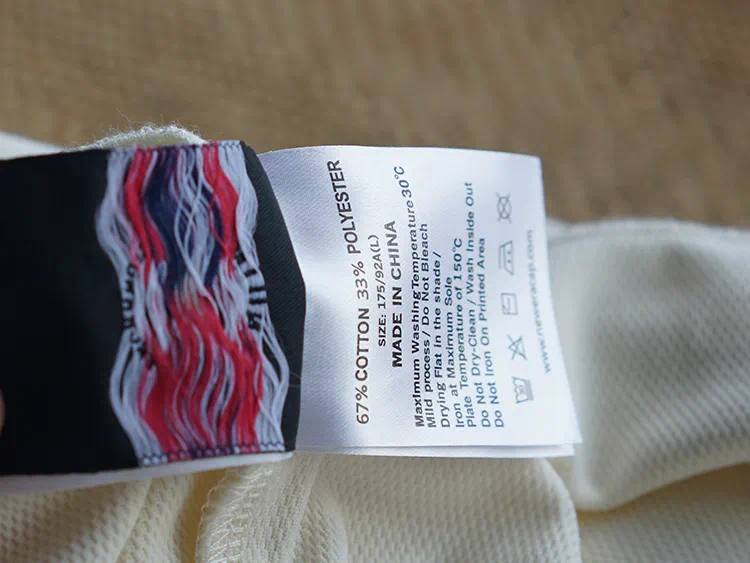 67% COTTON 33% POLYESTER
SIZE: 175/92A(L)
MADE IN CHINA
Maximum Washing Temperature 30°C
Mild process / Do Not Bleach
Drying Flat in the shade /
Iron at Maximum Sole
Plate Temperature of 150°C
Do Not Dry-Clean / Wash Inside Out
Do Not Iron On Printed Area
www.neweracap.com